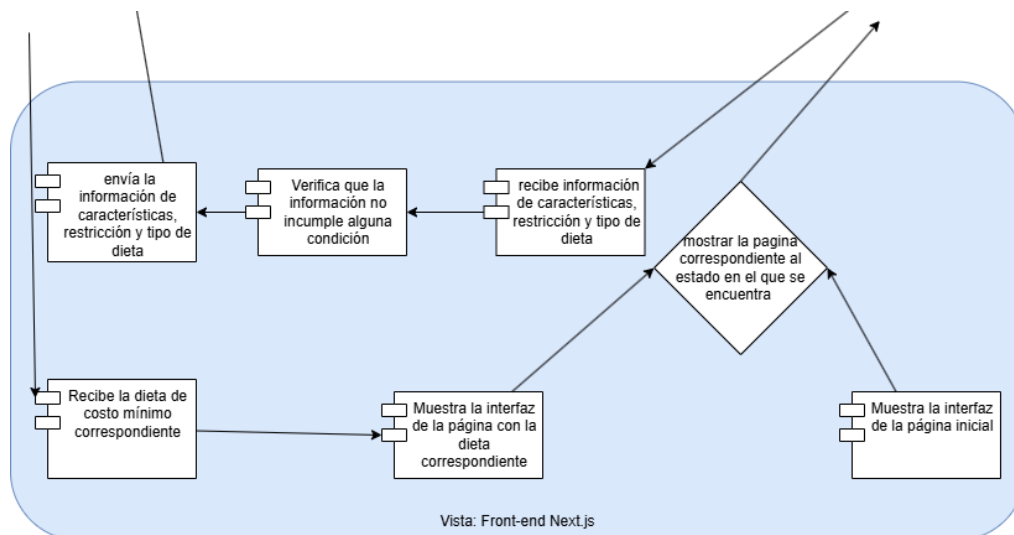 envía la
información de
características,
restricción y tipo de
dieta
Verifica que la
información no
incumple alguna
condición
recibe información
de características,
restricción y tipo de
dieta
mostrar la pagina
correspondiente al
estado en el que se
encuentra
Recibe la dieta de
costo mínimo
correspondiente
Muestra la interfaz
de la página con la
dieta
correspondiente
Muestra la interfaz
de la página inicial
Vista: Front-end Next.js